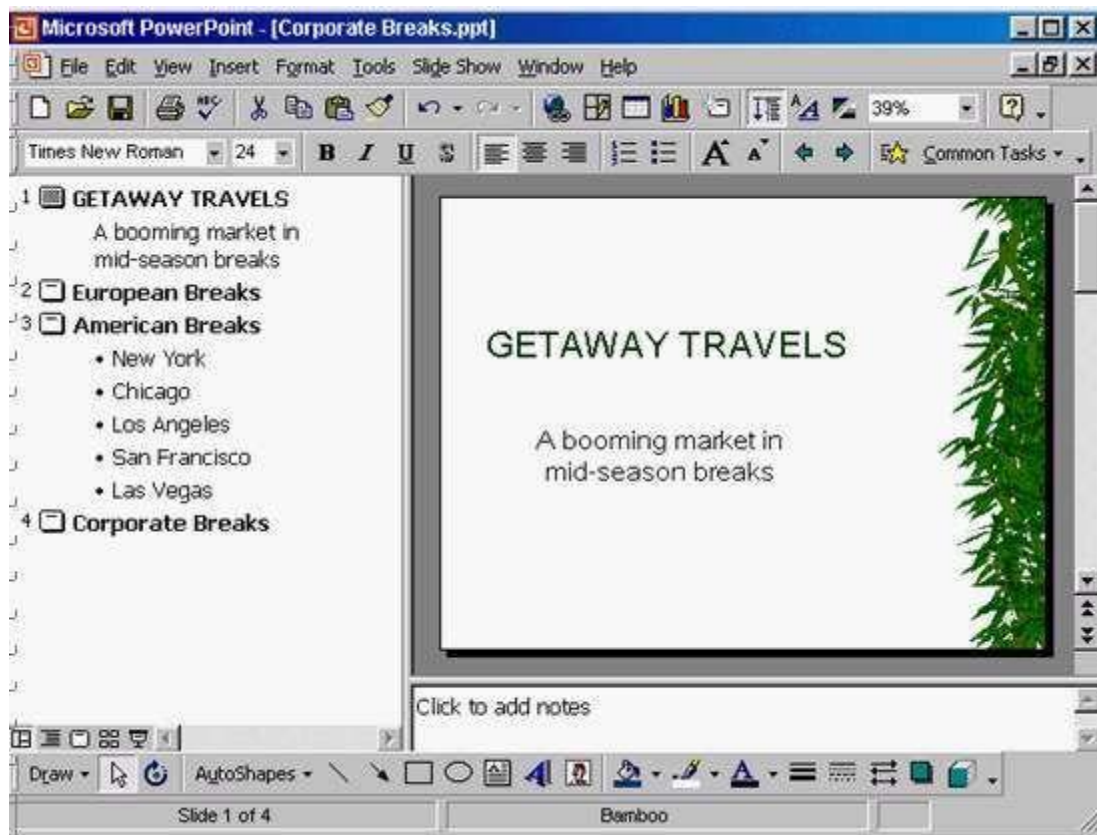 Microsoft PowerPoint - [Corporate Breaks.ppt]
File Edit View Insert Format Tools Slide Show Window Help
39%
Times New Roman 24 B I U S A A Common Tasks
1 GETAWAY TRAVELS
A booming market in
mid-season breaks
2 European Breaks
3 American Breaks
• New York
• Chicago
• Los Angeles
• San Francisco
• Las Vegas
4 Corporate Breaks
GETAWAY TRAVELS
A booming market in
mid-season breaks
Click to add notes
Draw AutoShapes
Slide 1 of 4 Bamboo